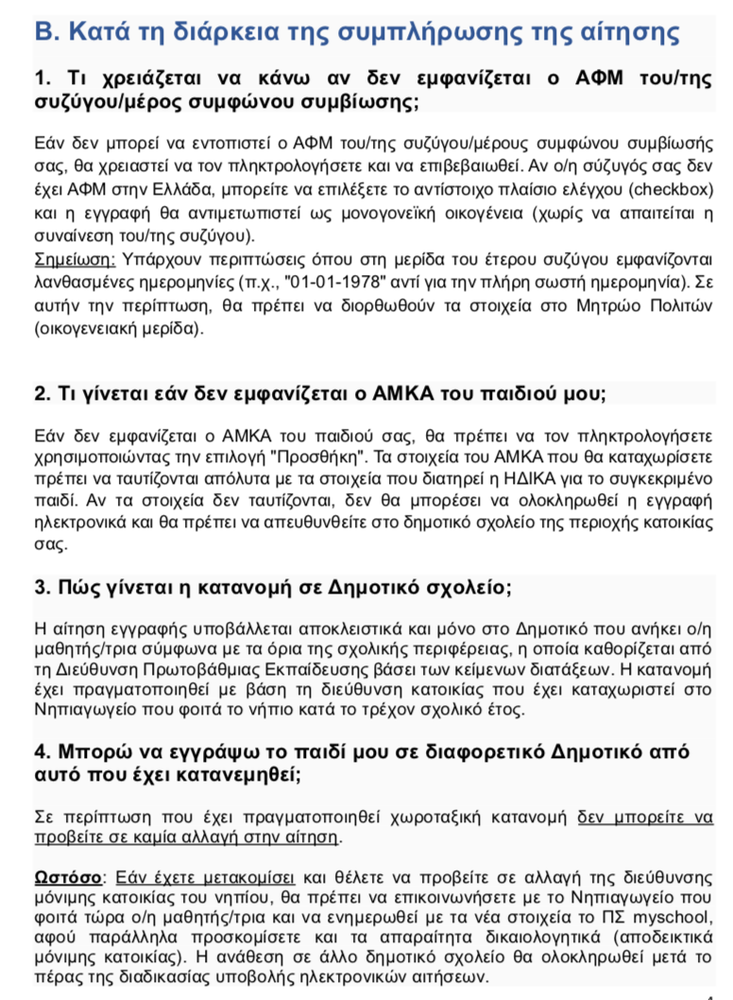 Β. Κατά τη διάρκεια της συμπλήρωσης της αίτησης
1. Τι χρειάζεται να κάνω αν δεν εμφανίζεται ο ΑΦΜ του/της
συζύγου/μέρος συμφώνου συμβίωσης;
Εάν δεν μπορεί να εντοπιστεί ο ΑΦΜ του/της συζύγου/μέρους συμφώνου συμβίωσής
σας, θα χρειαστεί να τον πληκτρολογήσετε και να επιβεβαιωθεί. Αν ο/η σύζυγός σας δεν
έχει ΑΦΜ στην Ελλάδα, μπορείτε να επιλέξετε το αντίστοιχο πλαίσιο ελέγχου (checkbox)
και η εγγραφή θα αντιμετωπιστεί ως μονογονεϊκή οικογένεια (χωρίς να απαιτείται η
συναίνεση του/της συζύγου).
Σημείωση: Υπάρχουν περιπτώσεις όπου στη μερίδα του έτερου συζύγου εμφανίζονται
λανθασμένες ημερομηνίες (π.χ., "01-01-1978" αντί για την πλήρη σωστή ημερομηνία). Σε
αυτήν την περίπτωση, θα πρέπει να διορθωθούν τα στοιχεία στο Μητρώο Πολιτών
(οικογενειακή μερίδα).
2. Τι γίνεται εάν δεν εμφανίζεται ο ΑΜΚΑ του παιδιού μου;
Εάν δεν εμφανίζεται ο ΑΜΚΑ του παιδιού σας, θα πρέπει να τον πληκτρολογήσετε
χρησιμοποιώντας την επιλογή "Προσθήκη". Τα στοιχεία του ΑΜΚΑ που θα καταχωρίσετε
πρέπει να ταυτίζονται απόλυτα με τα στοιχεία που διατηρεί η ΗΔΙΚΑ για το συγκεκριμένο
παιδί. Αν τα στοιχεία δεν ταυτίζονται, δεν θα μπορέσει να ολοκληρωθεί η εγγραφή
ηλεκτρονικά και θα πρέπει να απευθυνθείτε στο δημοτικό σχολείο της περιοχής κατοικίας
σας.
3. Πώς γίνεται η κατανομή σε Δημοτικό σχολείο;
Η αίτηση εγγραφής υποβάλλεται αποκλειστικά και μόνο στο Δημοτικό που ανήκει ο/η
μαθητής/τρια σύμφωνα με τα όρια της σχολικής περιφέρειας, η οποία καθορίζεται από
τη Διεύθυνση Πρωτοβάθμιας Εκπαίδευσης βάσει των κείμενων διατάξεων. Η κατανομή
έχει πραγματοποιηθεί με βάση τη διεύθυνση κατοικίας που έχει καταχωριστεί στο
Νηπιαγωγείο που φοιτά το νήπιο κατά το τρέχον σχολικό έτος.
4. Μπορώ να εγγράψω το παιδί μου σε διαφορετικό Δημοτικό από
αυτό που έχει κατανεμηθεί;
Σε περίπτωση που έχει πραγματοποιηθεί χωροταξική κατανομή δεν μπορείτε να
προβείτε σε καμία αλλαγή στην αίτηση.
Ωστόσο: Εάν έχετε μετακομίσει και θέλετε να προβείτε σε αλλαγή της διεύθυνσης
μόνιμης κατοικίας του νηπίου, θα πρέπει να επικοινωνήσετε με το Νηπιαγωγείο που
φοιτά τώρα ο/η μαθητής/τρια και να ενημερωθεί με τα νέα στοιχεία το ΠΣ myschool,
αφού παράλληλα προσκομίσετε και τα απαραίτητα δικαιολογητικά (αποδεικτικά
μόνιμης κατοικίας). Η ανάθεση σε άλλο δημοτικό σχολείο θα ολοκληρωθεί μετά το
πέρας της διαδικασίας υποβολής ηλεκτρονικών αιτήσεων.